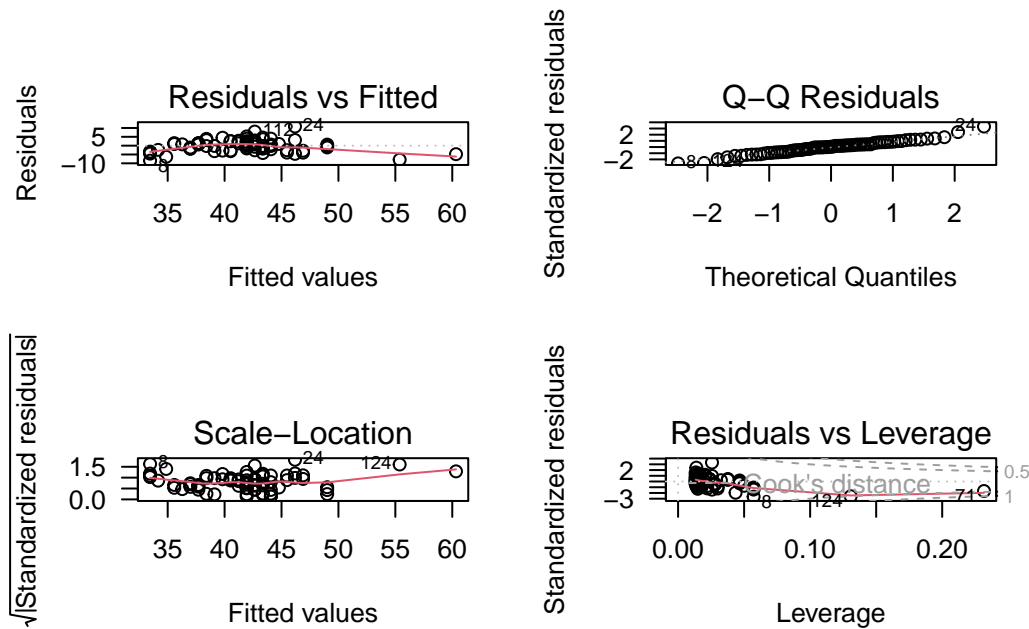 Residuals vs Fitted
Residuals
5
−10
112
24
8
35 40 45 50 55 60
Fitted values
Q−Q Residuals
Standardized residuals
2
−2
24
8
124
−2 −1 0 1 2
Theoretical Quantiles
Scale−Location
√|Standardized residuals|
1.5
0.0
8
24
124
35 40 45 50 55 60
Fitted values
Residuals vs Leverage
Standardized residuals
2
−3
Cook's distance
8
124
71
0.5
1
0.00 0.10 0.20
Leverage